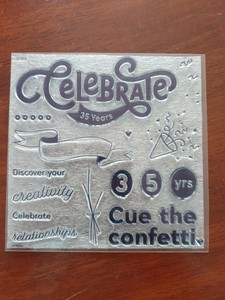 CeLeBRATE
35 Years
3 5 yrs
Discover your
creativity
Celebrate
relationships
Cue the
confetti.